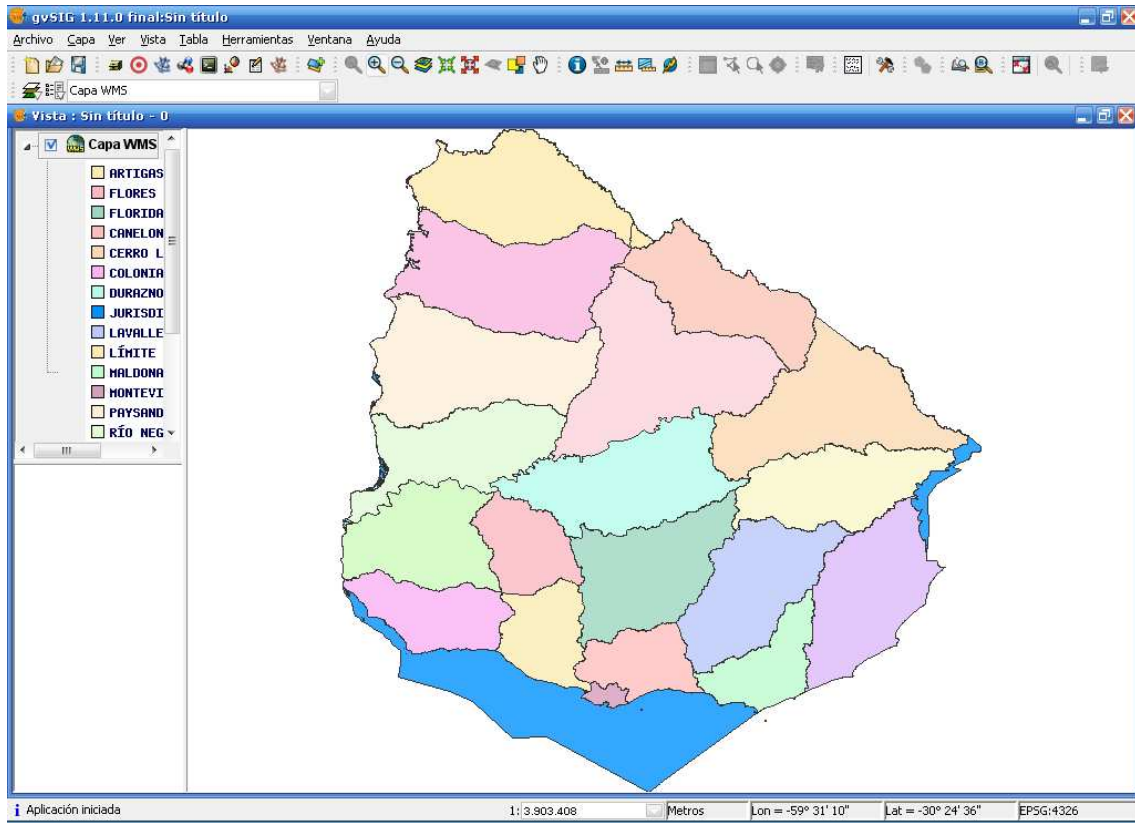 gvSIG 1.11.0 final:Sin título
Archivo Capa Ver Vista Tabla Herramientas Ventana Ayuda
Capa WMS
Vista : Sin título - 0
Capa WMS
ARTIGAS
FLORES
FLORIDA
CANELON
CERRO L
COLONIA
DURAZNO
JURISDI
LAVALLE
LÍMITE
MALDONA
MONTEVI
PAYSAND
RÍO NEG
Aplicación iniciada 1: 3.903.408 Metros Lon = -59° 31' 10" Lat = -30° 24' 36" EPSG:4326